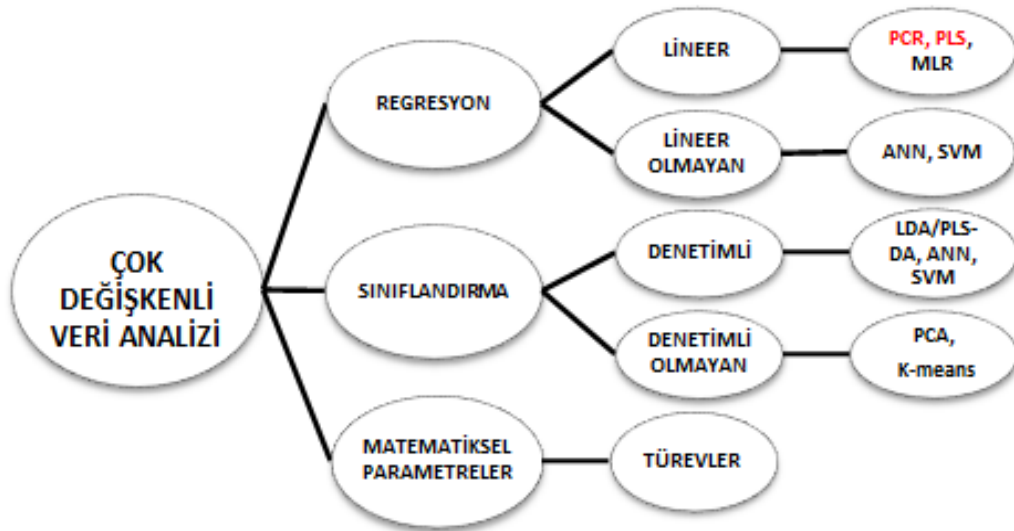 ÇOK
DEĞİŞKENLİ
VERİ ANALİZİ
REGRESYON
LİNEER
PCR, PLS,
MLR
LİNEER
OLMAYAN
ANN, SVM
SINIFLANDIRMA
DENETİMLİ
LDA/PLS-
DA, ANN,
SVM
DENETİMLİ
OLMAYAN
PCA,
K-means
MATEMATİKSEL
PARAMETRELER
TÜREVLER